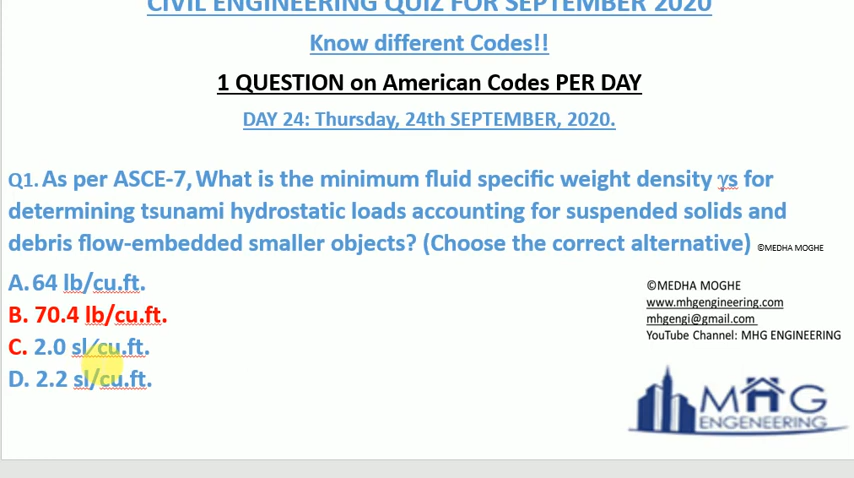 CIVIL ENGINEERING QUIZ FOR SEPTEMBER 2020
Know different Codes!!
1 QUESTION on American Codes PER DAY
DAY 24: Thursday, 24th SEPTEMBER, 2020.
Q1. As per ASCE-7, What is the minimum fluid specific weight density γs for
determining tsunami hydrostatic loads accounting for suspended solids and
debris flow-embedded smaller objects? (Choose the correct alternative) ©MEDHA MOGHE
A. 64 lb/cu.ft.
B. 70.4 lb/cu.ft.
C. 2.0 sl/cu.ft.
D. 2.2 sl/cu.ft.
©MEDHA MOGHE
www.mhgengineering.com
mhgengi@gmail.com
YouTube Channel: MHG ENGINEERING
MHG
ENGENEERING